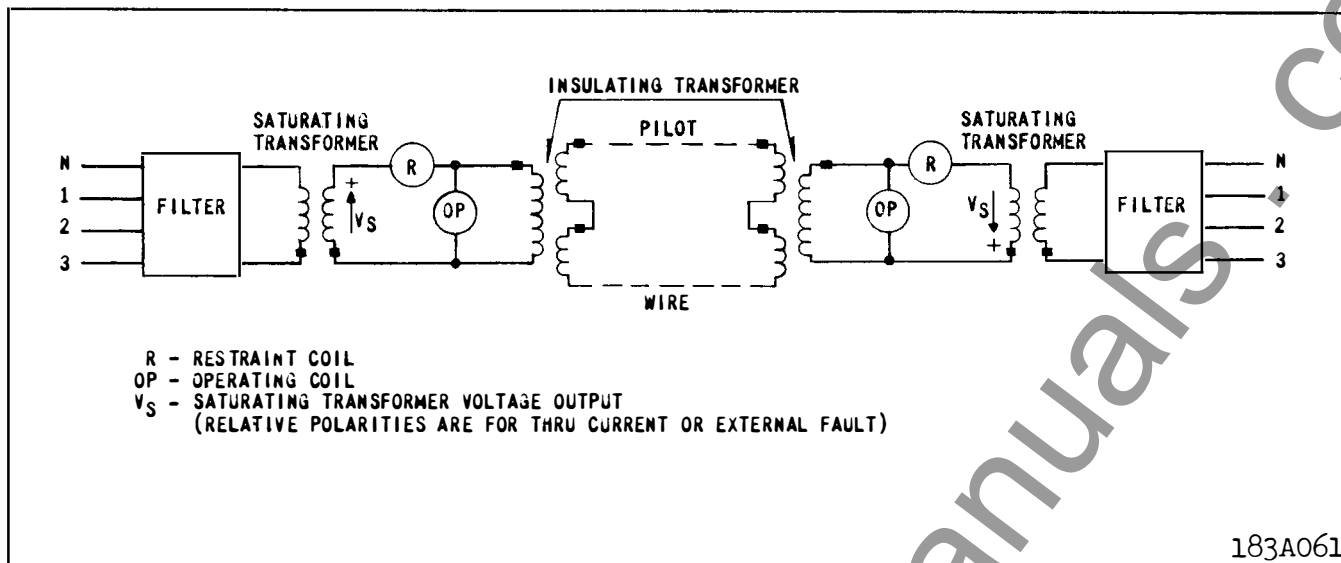 INSULATING TRANSFORMER
SATURATING
TRANSFORMER
PILOT
SATURATING
TRANSFORMER
N
1
2
3
FILTER
+
VS
R
OP
OP
R
VS
+
FILTER
N
1
2
3
WIRE
R - RESTRAINT COIL
OP - OPERATING COIL
VS - SATURATING TRANSFORMER VOLTAGE OUTPUT
(RELATIVE POLARITIES ARE FOR THRU CURRENT OR EXTERNAL FAULT)
183A061
anuals . co